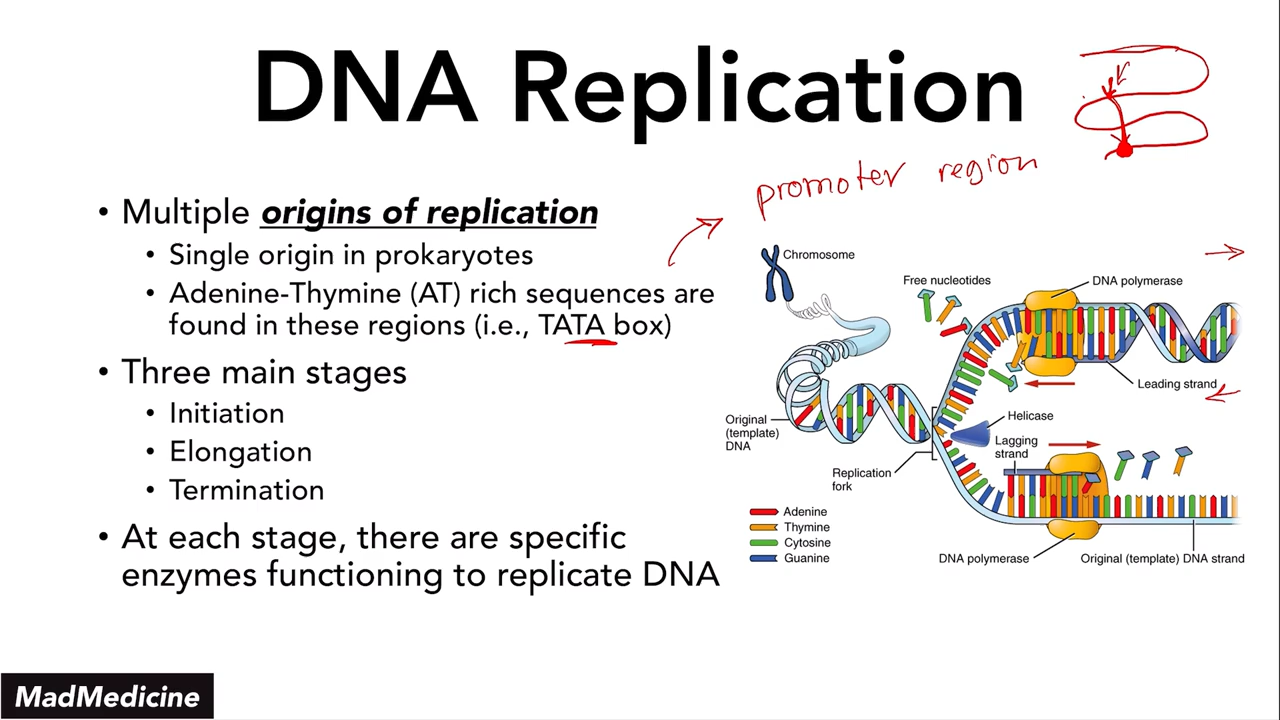 DNA Replication
promoter region
• Multiple origins of replication
• Single origin in prokaryotes
• Adenine-Thymine (AT) rich sequences are
found in these regions (i.e., TATA box)
• Three main stages
• Initiation
• Elongation
• Termination
• At each stage, there are specific
enzymes functioning to replicate DNA
Chromosome
Free nucleotides
DNA polymerase
Leading strand
Original
(template)
DNA
Helicase
Lagging
strand
Replication
fork
Adenine
Thymine
Cytosine
Guanine
DNA polymerase
Original (template) DNA strand
MadMedicine